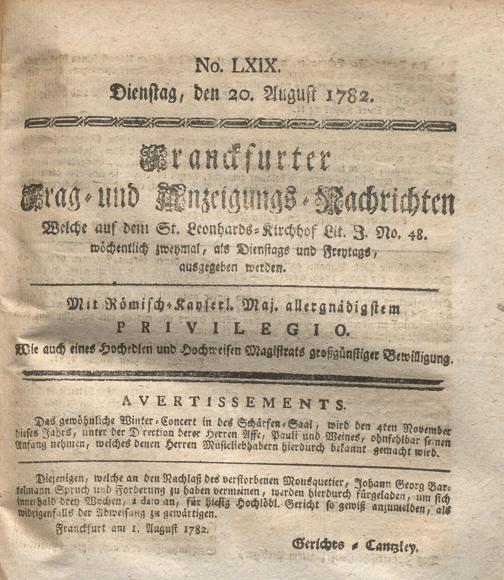 No. LXIX.
Dienstag, den 20. August 1782.
Franckfurter
Frag- und Anzeigungs-Nachrichten
Welche auf dem St. Leonhards-Kirchhof Lit. J. No. 48.
wöchentlich zweymal, als Dienstags und Freytags,
ausgegeben werden.
Mit Römisch-Kayserl. Maj. allergnädigstem
PRIVILEGIO.
Wie auch eines Hochedlen und Hochweisen Magistrats großgünstiger Bewilligung.
AVERTISSEMENTS.
Das gewöhnliche Winter-Concert in des Schärfen-Saal, wird den 4ten November
dieses Jahrs, unter der Direction derer Herren Affe, Pauli und Weines, ohnfehlbar seinen
Anfang nehmen, welches denen Herren Musicliebhabern hierdurch bekannt gemacht wird.
Diejenigen, welche an den Nachlaß des verstorbenen Mousquetier, Johann Georg Bar-
telmann Spruch und Forderung zu haben vermeinen, werden hierdurch fürgeladen, um sich
innerhalb drey Wochen, a dato an, für hiesig Hochlöbl. Gericht so gewiß anzumelden, als
widrigenfalls der Abweisung zu gewärtigen.
Franckfurt am 1. August 1782.
Gerichts-Cantzley.